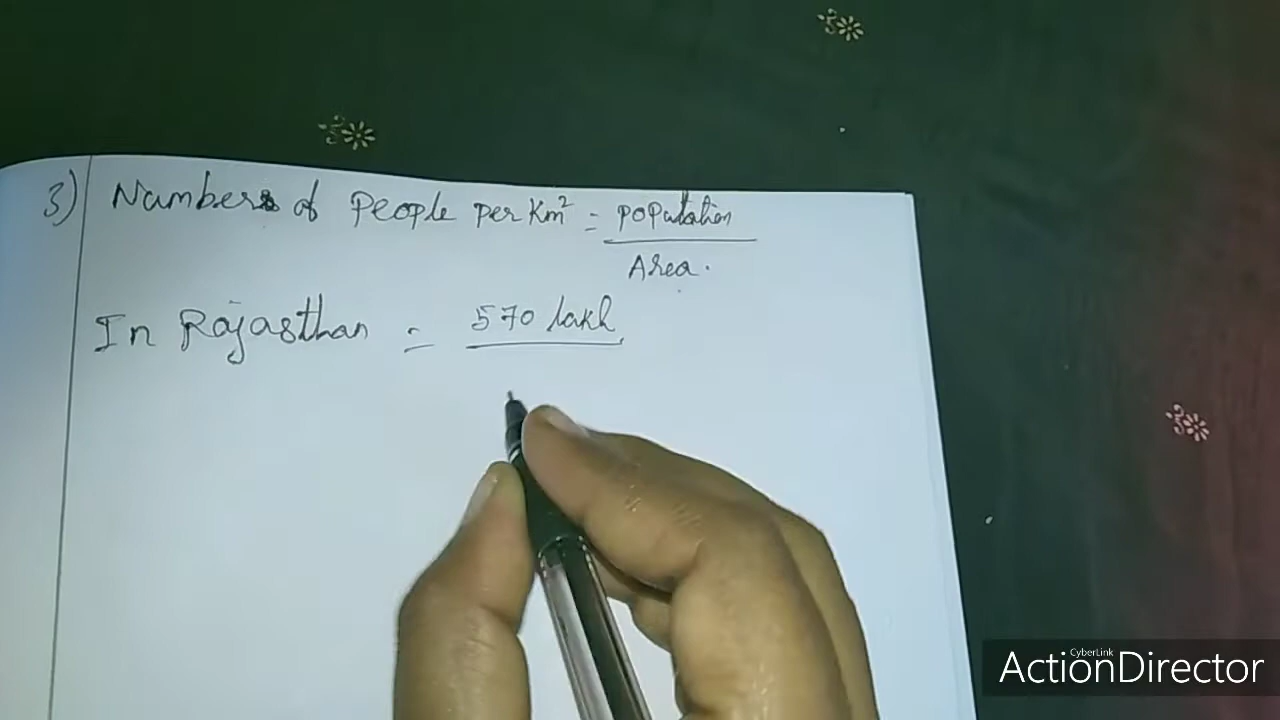 3) Numbers of People per Km² = population
Area.
In Rajasthan = 570 lakh
CyberLink
ActionDirector